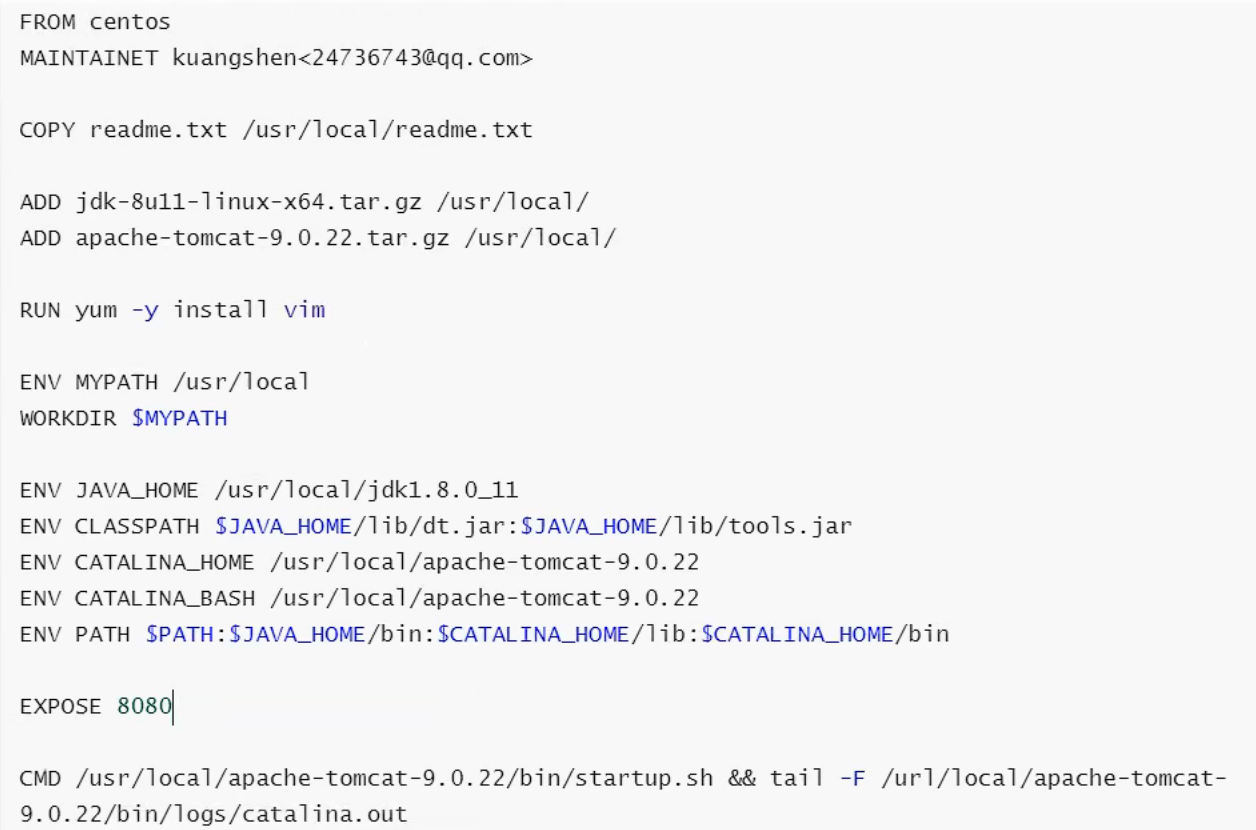 FROM centos
MAINTAINET kuangshen<24736743@qq.com>
COPY readme.txt /usr/local/readme.txt
ADD jdk-8u11-linux-x64.tar.gz /usr/local/
ADD apache-tomcat-9.0.22.tar.gz /usr/local/
RUN yum -y install vim
ENV MYPATH /usr/local
WORKDIR $MYPATH
ENV JAVA_HOME /usr/local/jdk1.8.0_11
ENV CLASSPATH $JAVA_HOME/lib/dt.jar:$JAVA_HOME/lib/tools.jar
ENV CATALINA_HOME /usr/local/apache-tomcat-9.0.22
ENV CATALINA_BASH /usr/local/apache-tomcat-9.0.22
ENV PATH $PATH:$JAVA_HOME/bin:$CATALINA_HOME/lib:$CATALINA_HOME/bin
EXPOSE 8080
CMD /usr/local/apache-tomcat-9.0.22/bin/startup.sh && tail -F /url/local/apache-tomcat-
9.0.22/bin/logs/catalina.out